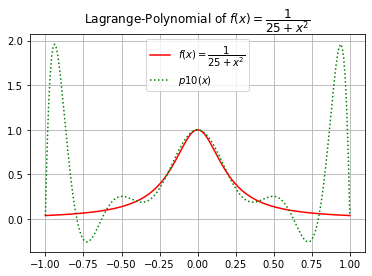 Lagrange-Polynomial of f(x) = 1/(25 + x²)
f(x) = 1/(25 + x²)
p10(x)
2.0
1.5
1.0
0.5
0.0
−1.00 −0.75 −0.50 −0.25 0.00 0.25 0.50 0.75 1.00